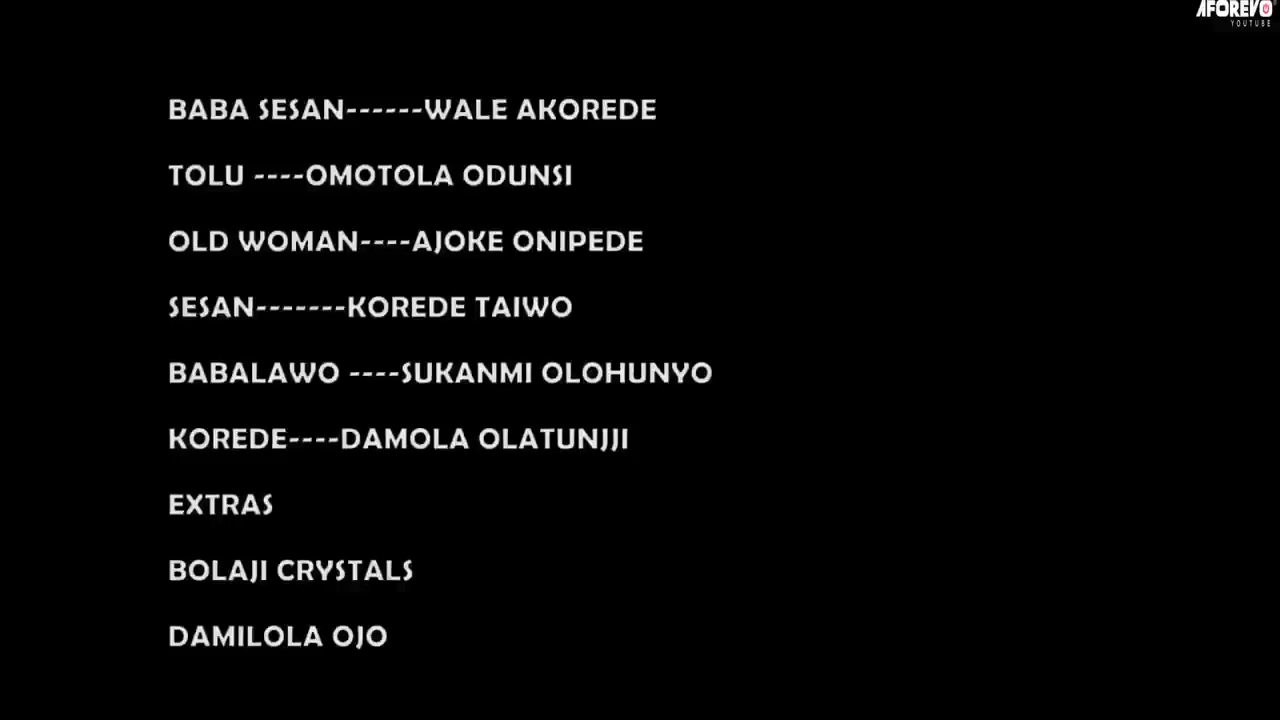 AFOREVO
YOUTUBE
BABA SESAN------WALE AKOREDE
TOLU ----OMOTOLA ODUNSI
OLD WOMAN----AJOKE ONIPEDE
SESAN-------KOREDE TAIWO
BABALAWO ----SUKANMI OLOHUNYO
KOREDE----DAMOLA OLATUNJJI
EXTRAS
BOLAJI CRYSTALS
DAMILOLA OJO